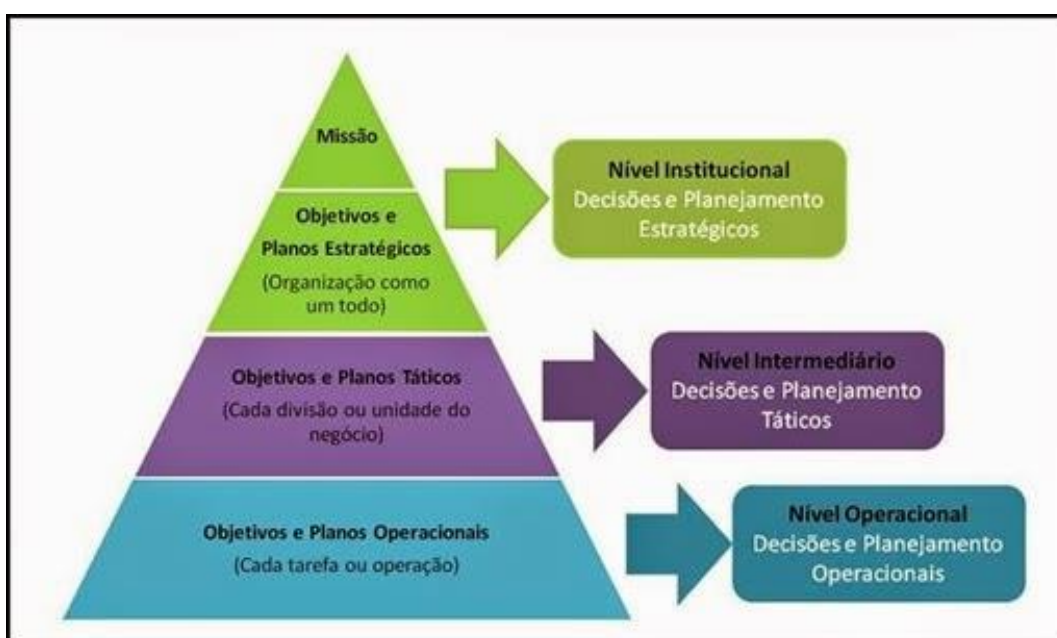 Missão
Objetivos e
Planos Estratégicos
(Organização como
um todo)
Nível Institucional
Decisões e Planejamento
Estratégicos
Objetivos e Planos Táticos
(Cada divisão ou unidade do
negócio)
Nível Intermediário
Decisões e Planejamento
Táticos
Objetivos e Planos Operacionais
(Cada tarefa ou operação)
Nível Operacional
Decisões e Planejamento
Operacionais